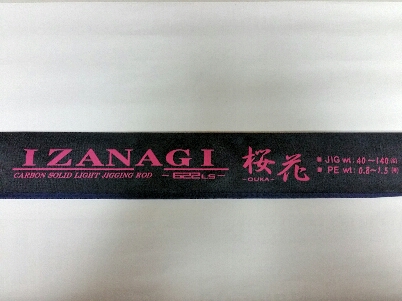 IZANAGI
CARBON SOLID LIGHT JIGGING ROD
~622LS~
桜花
-OUKA-
■ JIG wt: 40～140(g)
■ PE wt: 0.8～1.5(号)